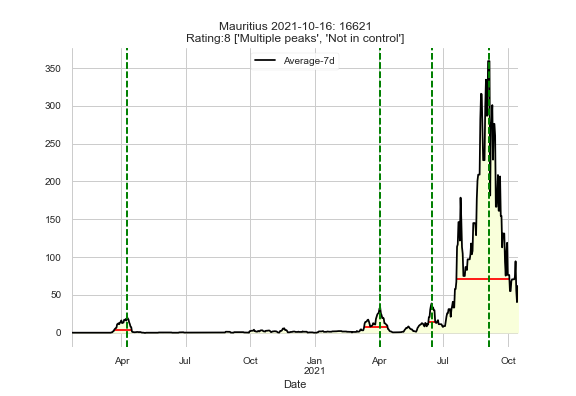 Mauritius 2021-10-16: 16621
Rating:8 ['Multiple peaks', 'Not in control']
Average-7d
350
300
250
200
150
100
50
0
Apr Jul Oct Jan Apr Jul Oct
2021
Date